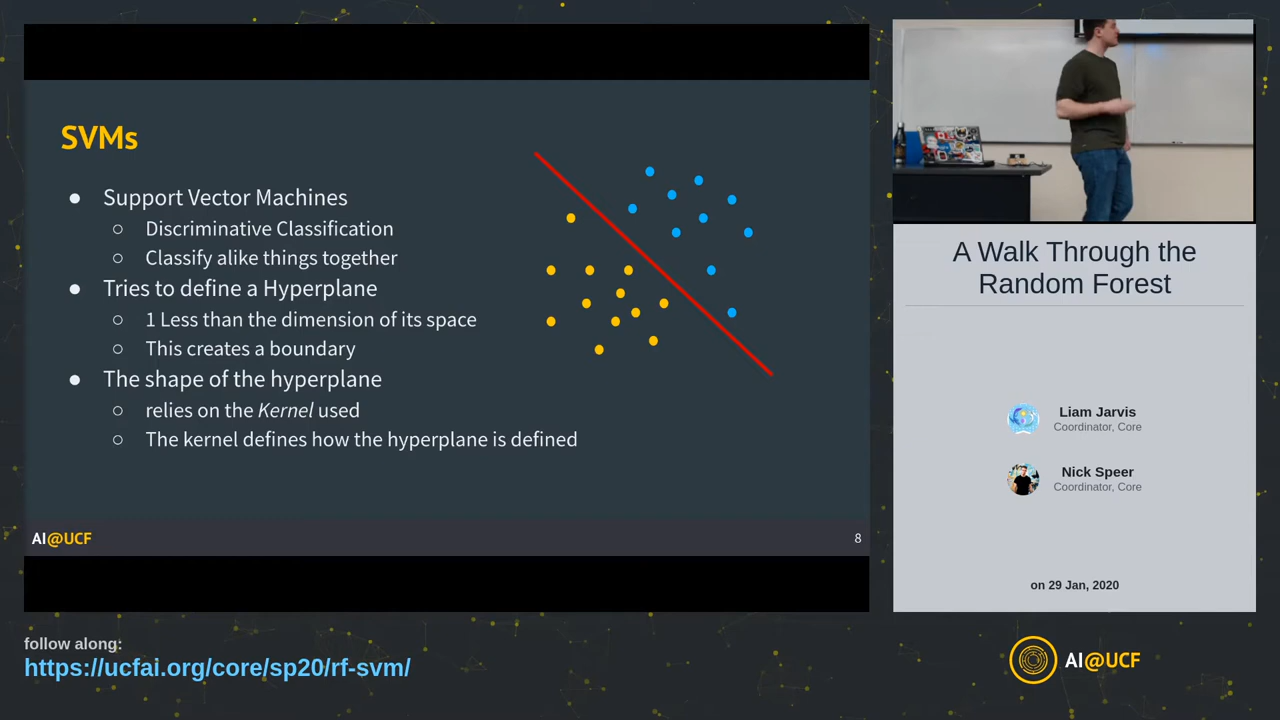 SVMs
● Support Vector Machines
○ Discriminative Classification
○ Classify alike things together
● Tries to define a Hyperplane
○ 1 Less than the dimension of its space
○ This creates a boundary
● The shape of the hyperplane
○ relies on the Kernel used
○ The kernel defines how the hyperplane is defined
AI@UCF
8
A Walk Through the
Random Forest
Liam Jarvis
Coordinator, Core
Nick Speer
Coordinator, Core
on 29 Jan, 2020
follow along:
https://ucfai.org/core/sp20/rf-svm/
AI@UCF